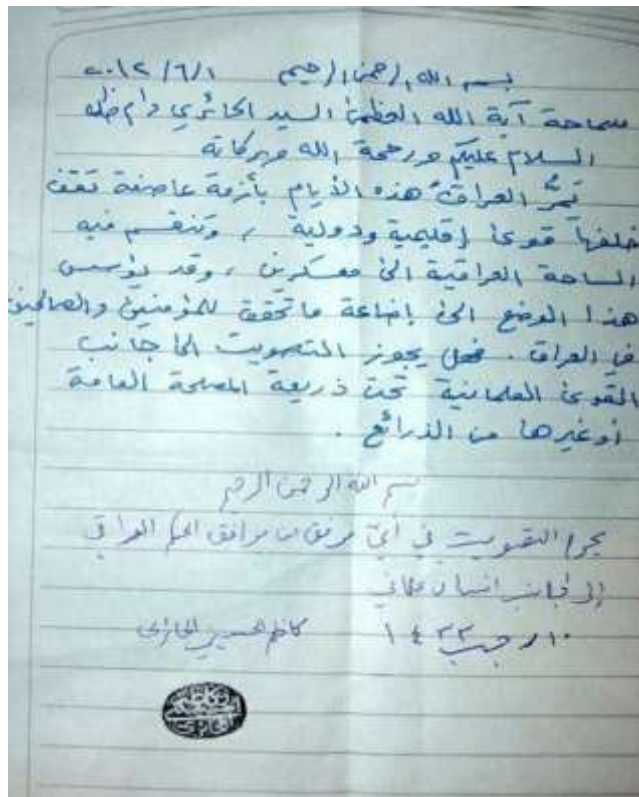 بسم الله الرحمن الرحيم ٢٠١٢/٦/١
سماحة آية الله العظمى السيد الحائري دام ظله
السلام عليكم ورحمة الله وبركاته
تمرُّ العراق هذه الأيام بأزمة عاصفة تقف
خلفها قوى إقليمية ودولية ، وتنقسم فيه
الساحة العراقية الى معسكرين ، وقد يؤسس
هذا الوضع الى إضاعة ما تحقق للمؤمنين والصالحين
في العراق . فهل يجوز التصويت الى جانب
القوى العلمانية تحت ذريعة المصلحة العامة
أو غيرها من الذرائع .
بسم الله الرحمن الرحيم
يحرم التصويت في أيّ مرفق من مرافق الحكم العراقي
إلى جانب انسان علماني
١٠ رجب ١٤٣٣ كاظم الحسيني الحائري